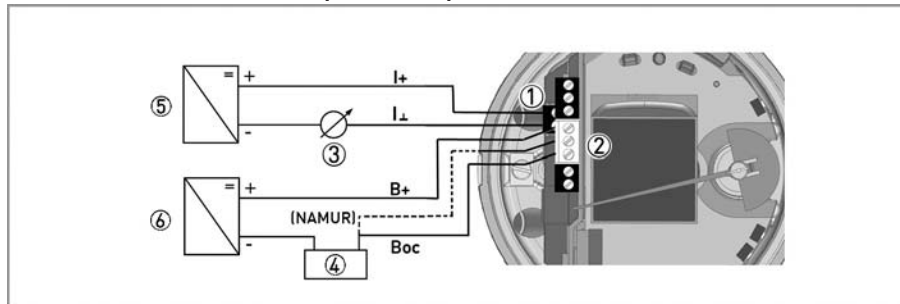 = + I+
①
⑤ I⊥
-
③
②
= + B+
⑥ (NAMUR)
- Boc
④